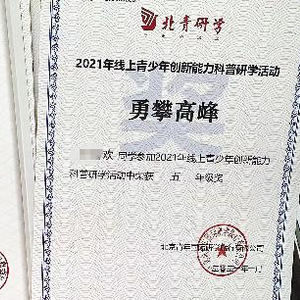 北青研学
2021年线上青少年创新能力科普研学活动
勇攀高峰
欢 同学参加2021年线上青少年创新能力
科普研学活动中荣获 五 年级奖